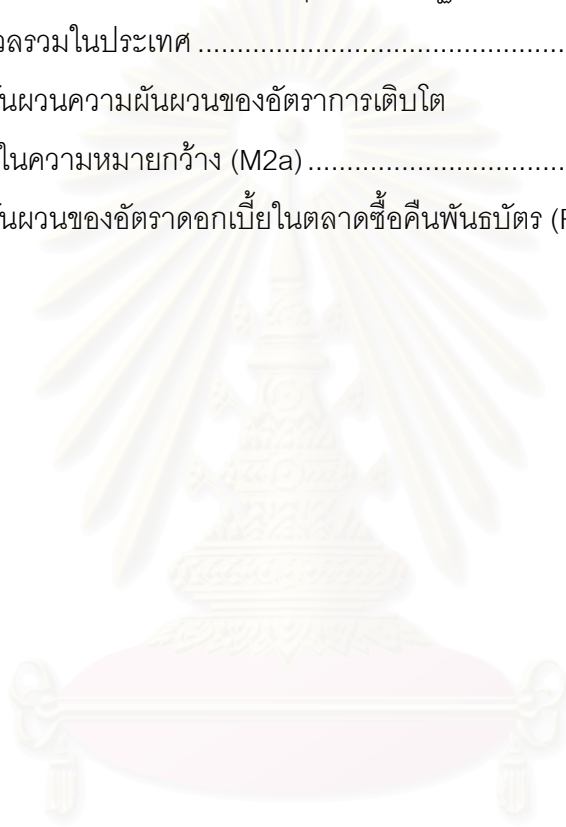 วลรวมในประเทศ ................................................
ันผวนความผันผวนของอัตราการเติบโต
ในความหมายกว้าง (M2a) .................................
ันผวนของอัตราดอกเบี้ยในตลาดซื้อคืนพันธบัตร (